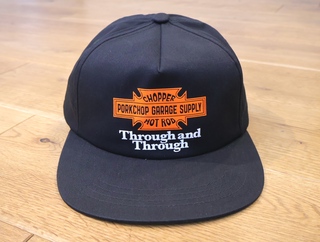 CHOPPER
PORKCHOP GARAGE SUPPLY
HOT ROD
Through and
Through